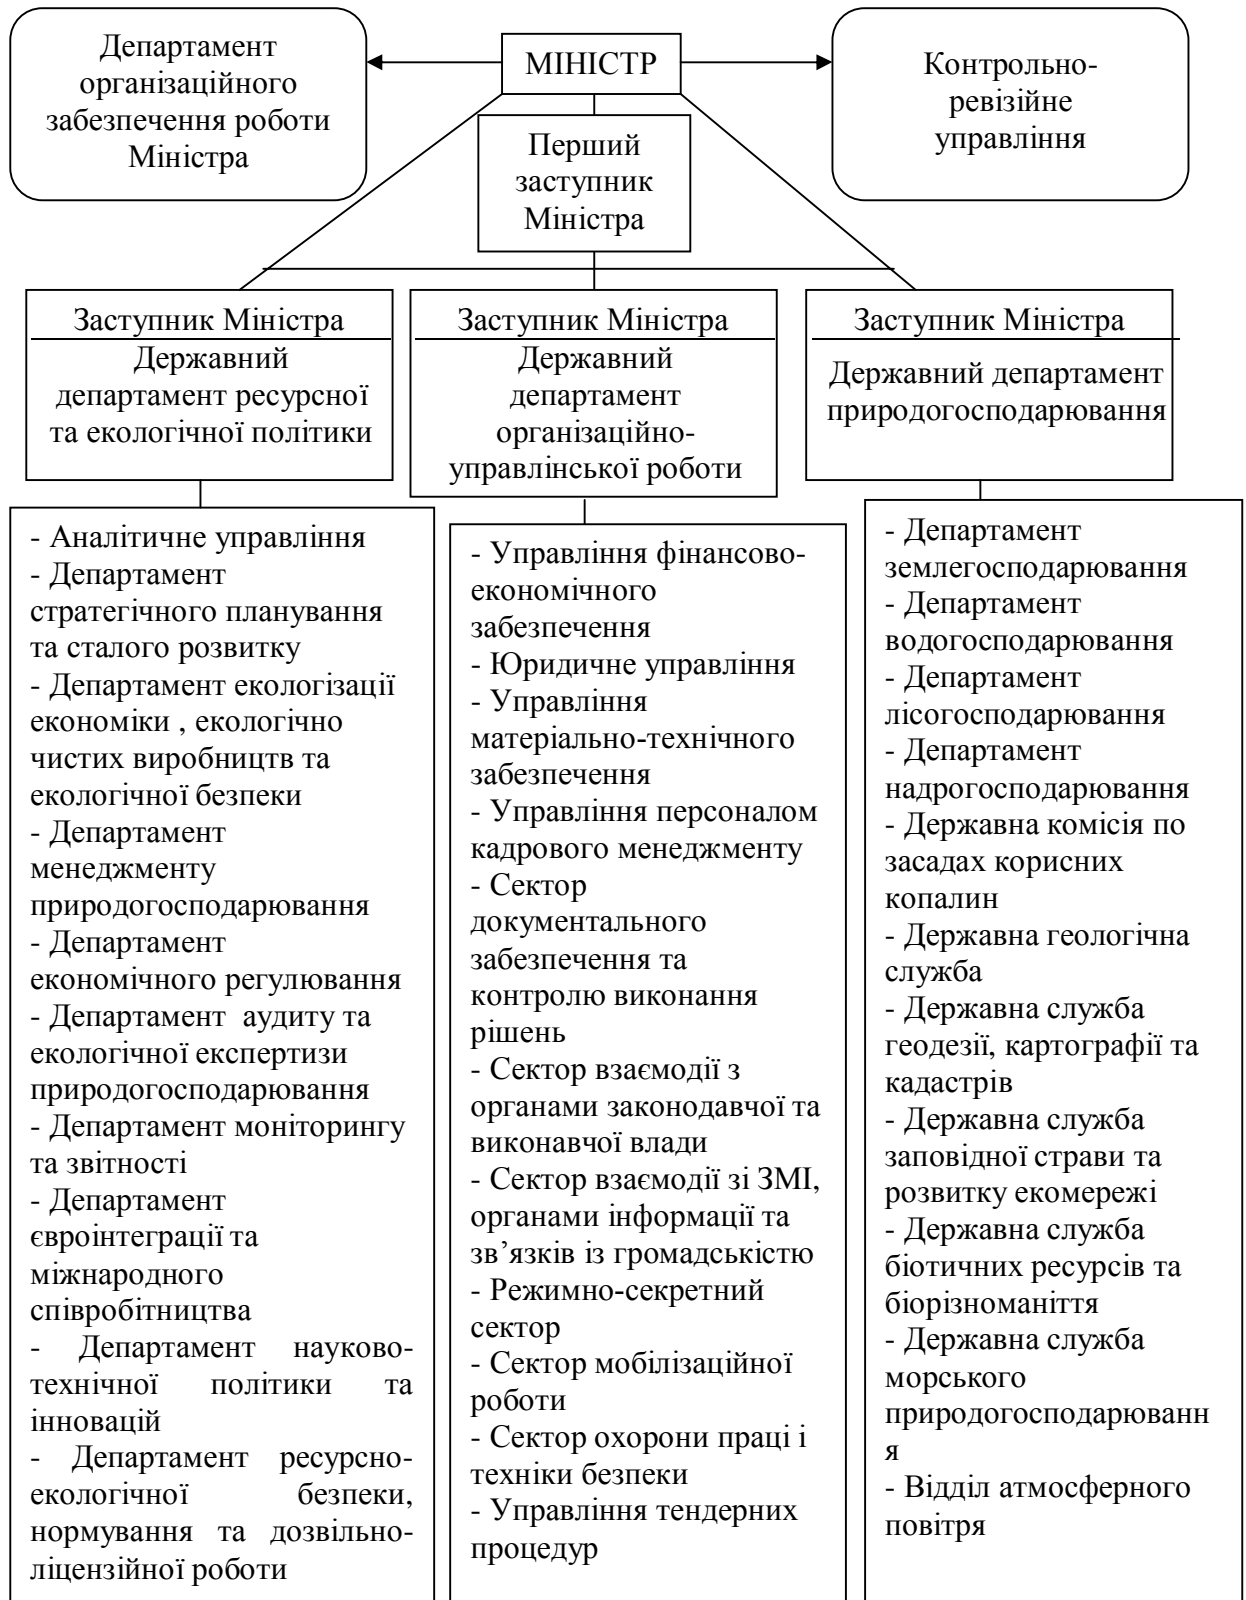 Департамент
організаційного
забезпечення роботи
Міністра
МІНІСТР
Контрольно-
ревізійне
управління
Перший
заступник
Міністра
Заступник Міністра
Державний
департамент ресурсної
та екологічної політики
Заступник Міністра
Державний
департамент
організаційно-
управлінської роботи
Заступник Міністра
Державний департамент
природогосподарювання
- Аналітичне управління
- Департамент
стратегічного планування
та сталого розвитку
- Департамент екологізації
економіки , екологічно
чистих виробництв та
екологічної безпеки
- Департамент
менеджменту
природогосподарювання
- Департамент
економічного регулювання
- Департамент  аудиту та
екологічної експертизи
природогосподарювання
- Департамент моніторингу
та звітності
- Департамент
євроінтеграції та
міжнародного
співробітництва
- Департамент науково-
технічної політики та
інновацій
- Департамент ресурсно-
екологічної безпеки,
нормування та дозвільно-
ліцензійної роботи
- Управління фінансово-
економічного
забезпечення
- Юридичне управління
- Управління
матеріально-технічного
забезпечення
- Управління персоналом
кадрового менеджменту
- Сектор
документального
забезпечення та
контролю виконання
рішень
- Сектор взаємодії з
органами законодавчої та
виконавчої влади
- Сектор взаємодії зі ЗМІ,
органами інформації та
зв’язків із громадськістю
- Режимно-секретний
сектор
- Сектор мобілізаційної
роботи
- Сектор охорони праці і
техніки безпеки
- Управління тендерних
процедур
- Департамент
землегосподарювання
- Департамент
водогосподарювання
- Департамент
лісогосподарювання
- Департамент
надрогосподарювання
- Державна комісія по
засадах корисних
копалин
- Державна геологічна
служба
- Державна служба
геодезії, картографії та
кадастрів
- Державна служба
заповідної страви та
розвитку екомережі
- Державна служба
біотичних ресурсів та
біорізноманіття
- Державна служба
морського
природогосподарюванн
я
- Відділ атмосферного
повітря